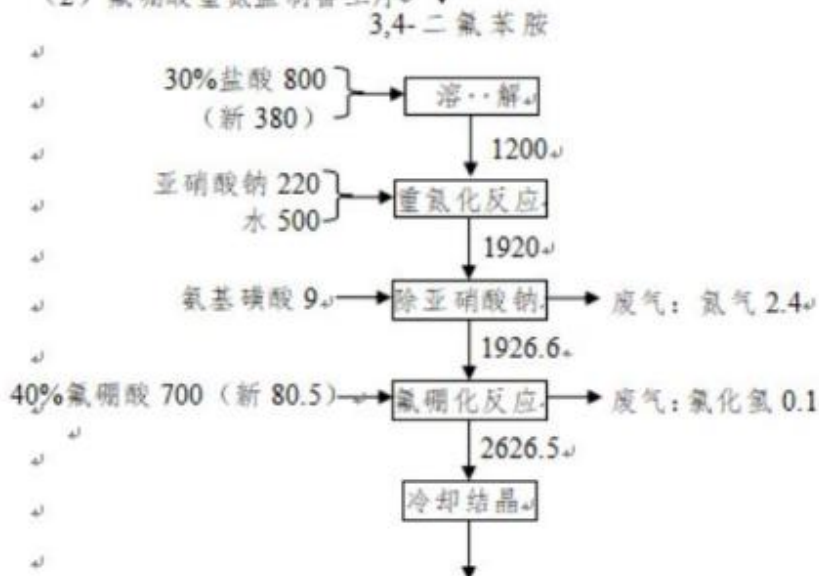 3,4-二氟苯胺
30%盐酸 800
（新 380）
溶··解
1200
亚硝酸钠 220
水 500
重氮化反应
1920
氨基磺酸 9
除亚硝酸钠
废气：氮气 2.4
1926.6
40%氟硼酸 700（新 80.5）
氟硼化反应
废气：氯化氢 0.1
2626.5
冷却结晶